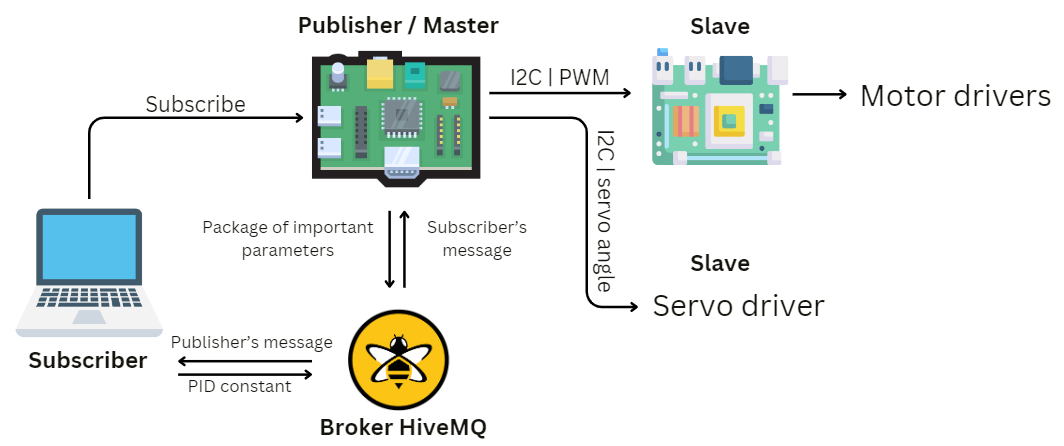 Publisher / Master
Slave
I2C | PWM
Subscribe
Motor drivers
I2C | servo angle
Package of important
parameters
Subscriber's
message
Slave
Servo driver
Publisher's message
Subscriber
PID constant
Broker HiveMQ